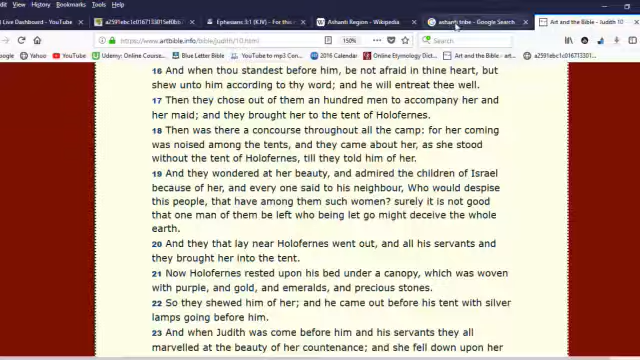 it View History Bookmarks Tools Help
Live Dashboard - YouTube
a2591ebc1c0167713015ef0bi
Ephesians 3:1 (KJV) - For this
Ashanti Region - Wikipedia
ashanti tribe - Google Search
Art and the Bible - Judith 10
https://www.artbible.info/bible/judith/10.html
150%
Search
YouTube
Udemy: Online Course...
YouTube to mp3 Conv...
2016 Calendar
Online Etymology Dict...
Blue Letter Bible
Art and the Bible - Art...
a2591ebc1c0167713301...
16 And when thou standest before him, be not afraid in thine heart, but
shew unto him according to thy word; and he will entreat thee well.
17 Then they chose out of them an hundred men to accompany her and
her maid; and they brought her to the tent of Holofernes.
18 Then was there a concourse throughout all the camp: for her coming
was noised among the tents, and they came about her, as she stood
without the tent of Holofernes, till they told him of her.
19 And they wondered at her beauty, and admired the children of Israel
because of her, and every one said to his neighbour, Who would despise
this people, that have among them such women? surely it is not good
that one man of them be left who being let go might deceive the whole
earth.
20 And they that lay near Holofernes went out, and all his servants and
they brought her into the tent.
21 Now Holofernes rested upon his bed under a canopy, which was woven
with purple, and gold, and emeralds, and precious stones.
22 So they shewed him of her; and he came out before his tent with silver
lamps going before him.
23 And when Judith was come before him and his servants they all
marvelled at the beauty of her countenance; and she fell down upon her